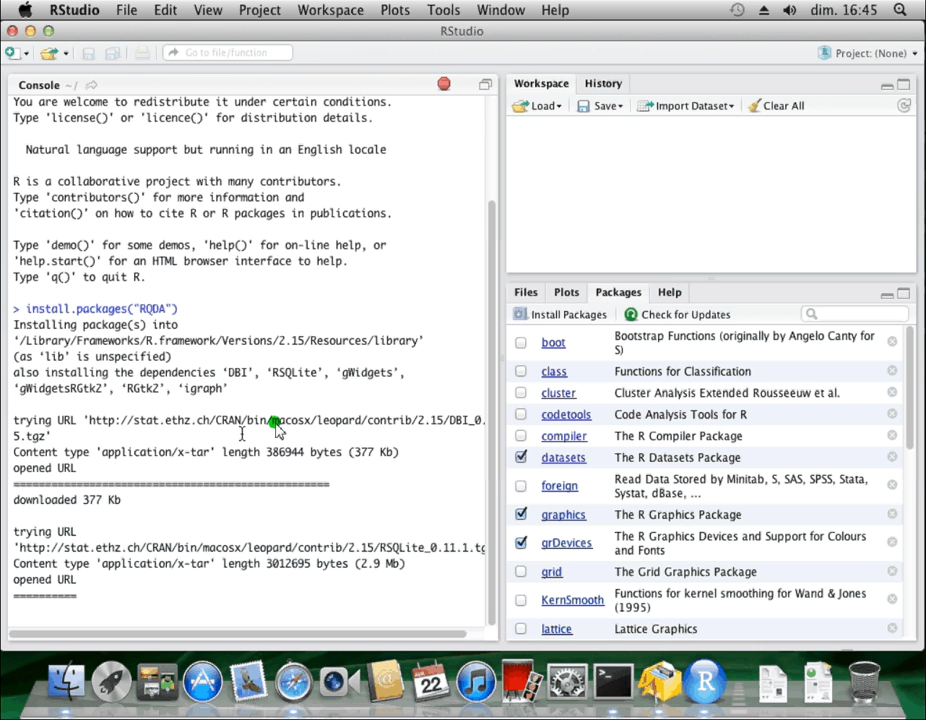 RStudio File Edit View Project Workspace Plots Tools Window Help dim. 16:45
RStudio
Go to file/function
Project: (None)
Console ~/
You are welcome to redistribute it under certain conditions.
Type 'license()' or 'licence()' for distribution details.
Natural language support but running in an English locale
R is a collaborative project with many contributors.
Type 'contributors()' for more information and
'citation()' on how to cite R or R packages in publications.
Type 'demo()' for some demos, 'help()' for on-line help, or
'help.start()' for an HTML browser interface to help.
Type 'q()' to quit R.
> install.packages("RQDA")
Installing package(s) into
‘/Library/Frameworks/R.framework/Versions/2.15/Resources/library’
(as ‘lib’ is unspecified)
also installing the dependencies ‘DBI’, ‘RSQLite’, ‘gWidgets’,
‘gWidgetsRGtk2’, ‘RGtk2’, ‘igraph’
trying URL 'http://stat.ethz.ch/CRAN/bin/macosx/leopard/contrib/2.15/DBI_0.
5.tgz'
Content type 'application/x-tar' length 386944 bytes (377 Kb)
opened URL
==================================================
downloaded 377 Kb
trying URL
'http://stat.ethz.ch/CRAN/bin/macosx/leopard/contrib/2.15/RSQLite_0.11.1.tg
Content type 'application/x-tar' length 3012695 bytes (2.9 Mb)
opened URL
==========
Workspace History
Load Save Import Dataset Clear All
Files Plots Packages Help
Install Packages Check for Updates
boot Bootstrap Functions (originally by Angelo Canty for
S)
class Functions for Classification
cluster Cluster Analysis Extended Rousseeuw et al.
codetools Code Analysis Tools for R
compiler The R Compiler Package
datasets The R Datasets Package
foreign Read Data Stored by Minitab, S, SAS, SPSS, Stata,
Systat, dBase, ...
graphics The R Graphics Package
grDevices The R Graphics Devices and Support for Colours
and Fonts
grid The Grid Graphics Package
KernSmooth Functions for kernel smoothing for Wand & Jones
(1995)
lattice Lattice Graphics
22
R